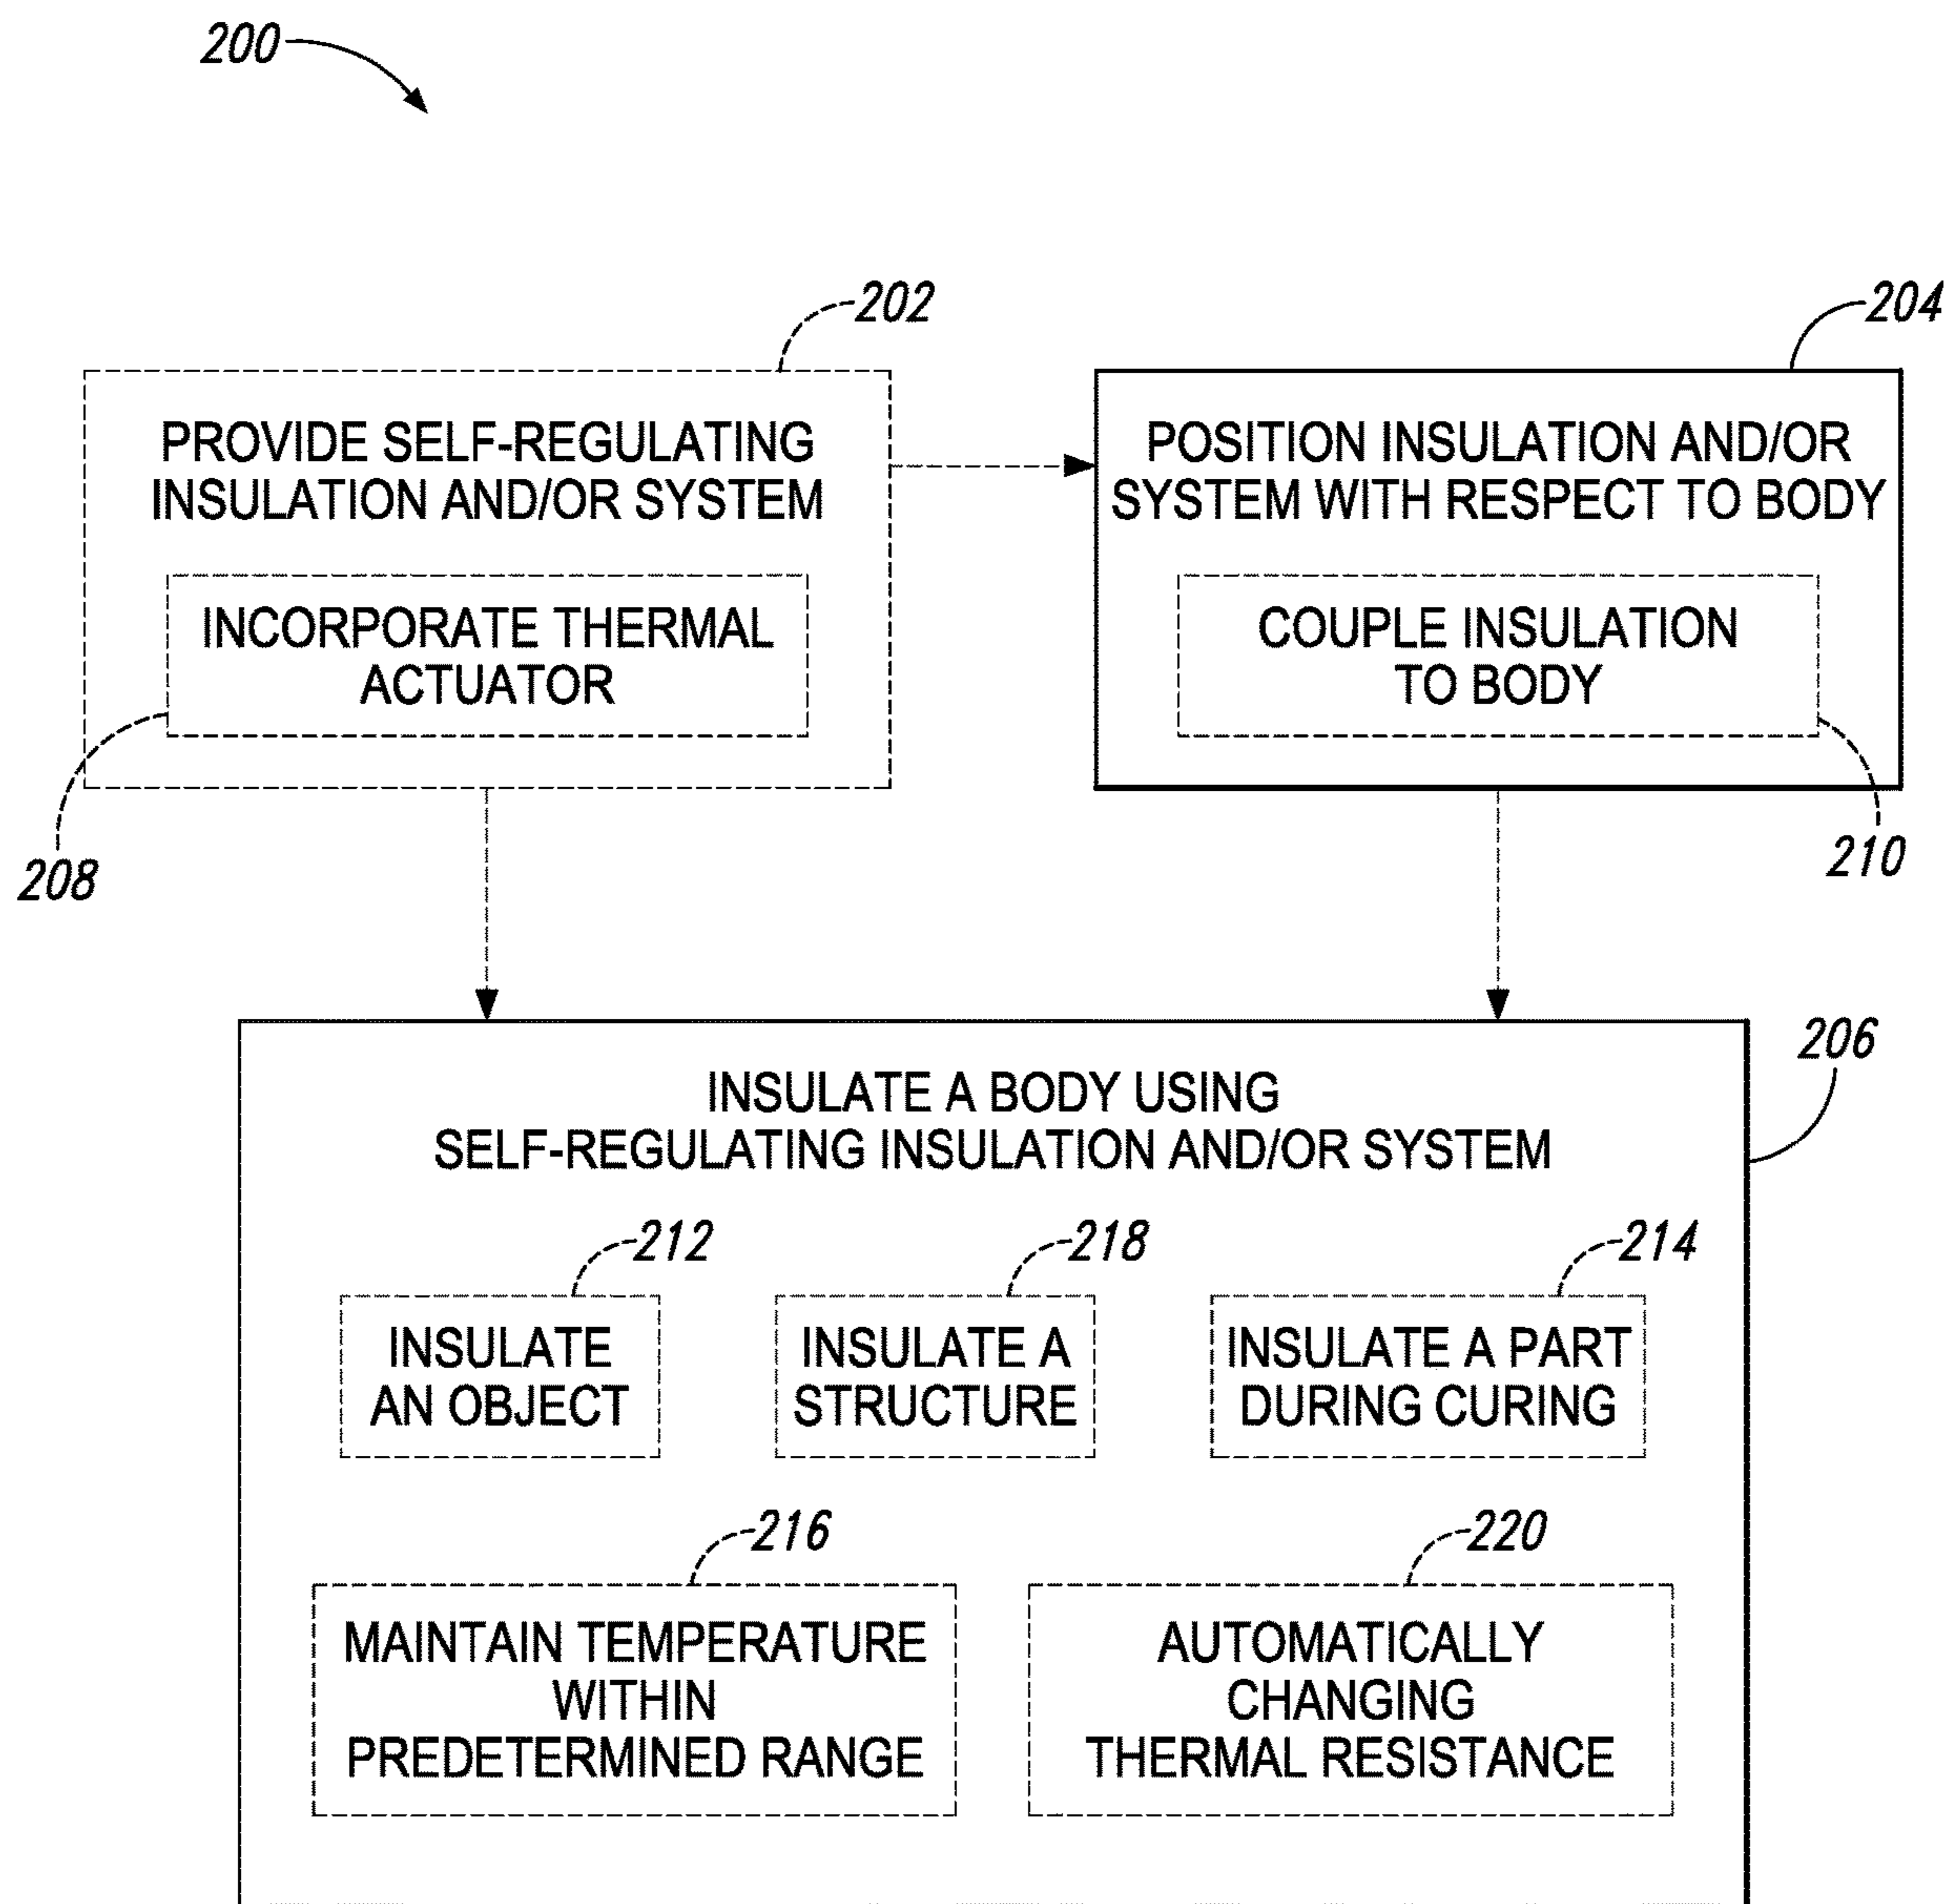 200
202
204
PROVIDE SELF-REGULATING
INSULATION AND/OR SYSTEM
INCORPORATE THERMAL
ACTUATOR
208
POSITION INSULATION AND/OR
SYSTEM WITH RESPECT TO BODY
COUPLE INSULATION
TO BODY
210
206
INSULATE A BODY USING
SELF-REGULATING INSULATION AND/OR SYSTEM
212
INSULATE
AN OBJECT
218
INSULATE A
STRUCTURE
214
INSULATE A PART
DURING CURING
216
MAINTAIN TEMPERATURE
WITHIN
PREDETERMINED RANGE
220
AUTOMATICALLY
CHANGING
THERMAL RESISTANCE